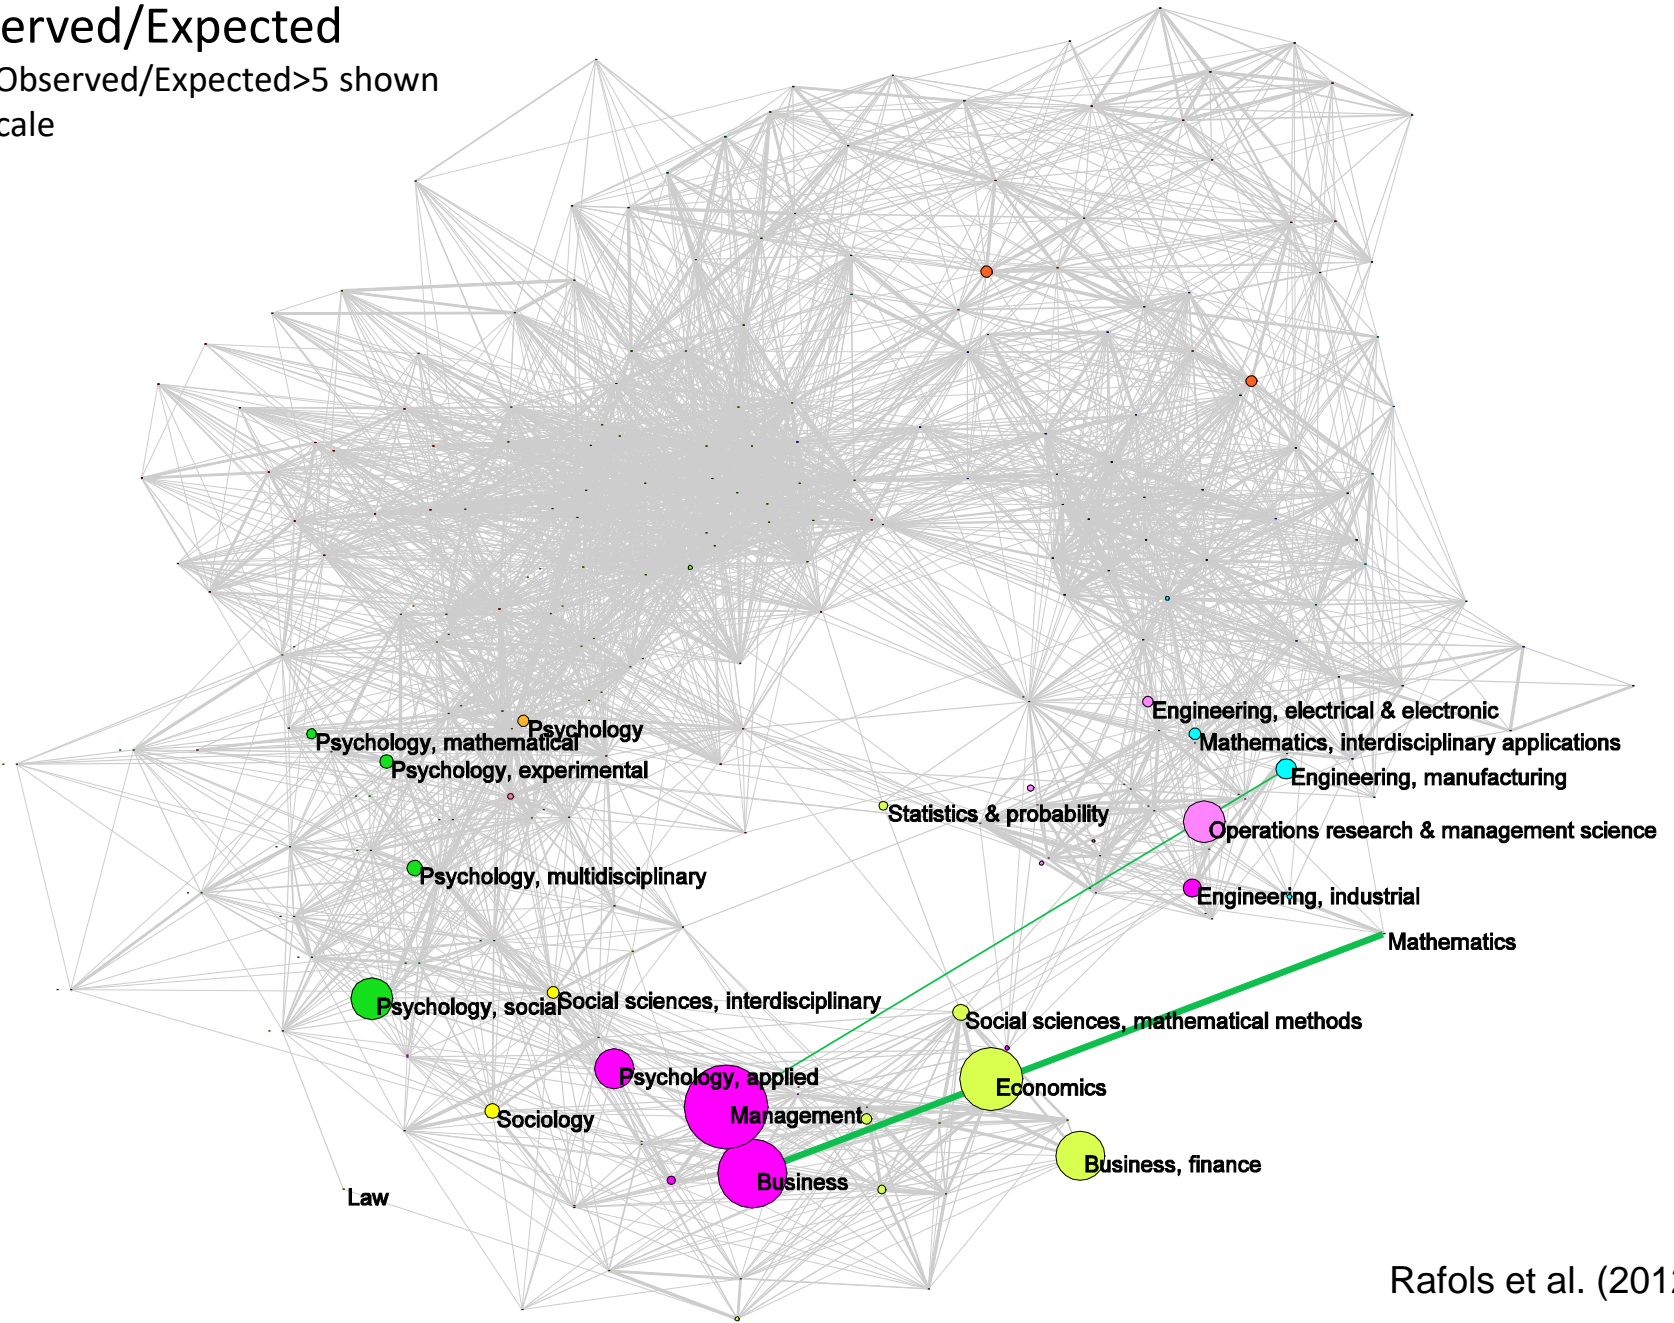 erved/Expected
Observed/Expected>5 shown
cale
Engineering, electrical & electronic
Psychology
Psychology, mathematical
Mathematics, interdisciplinary applications
Psychology, experimental
Engineering, manufacturing
Statistics & probability
Operations research & management science
Psychology, multidisciplinary
Engineering, industrial
Mathematics
Social sciences, interdisciplinary
Psychology, social
Social sciences, mathematical methods
Psychology, applied
Economics
Management
Sociology
Business, finance
Business
Law
Rafols et al. (2012